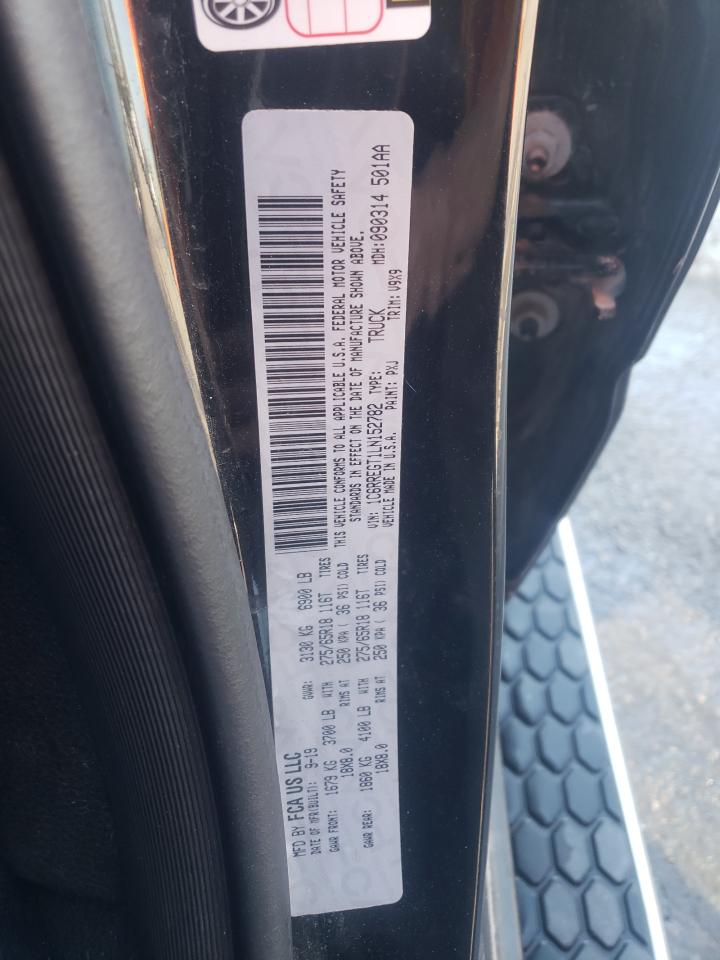 MFD BY FCA US LLC
DATE OF MFR(BUILT): 9-19 GVWR: 3130 KG 6900 LB
GAWR FRONT: 1679 KG 3700 LB WITH 275/65R18 116T TIRES
18X8.0 RIMS AT 250 KPA ( 36 PSI) COLD
GAWR REAR: 1860 KG 4100 LB WITH 275/65R18 116T TIRES
18X8.0 RIMS AT 250 KPA ( 36 PSI) COLD
THIS VEHICLE CONFORMS TO ALL APPLICABLE U.S.A. FEDERAL MOTOR VEHICLE SAFETY
STANDARDS IN EFFECT ON THE DATE OF MANUFACTURE SHOWN ABOVE.
VIN: 1C6RREGT1LN152782 TYPE: TRUCK MDH:090314 501AA
VEHICLE MADE IN U.S.A. PAINT: PXJ TRIM: V9X9